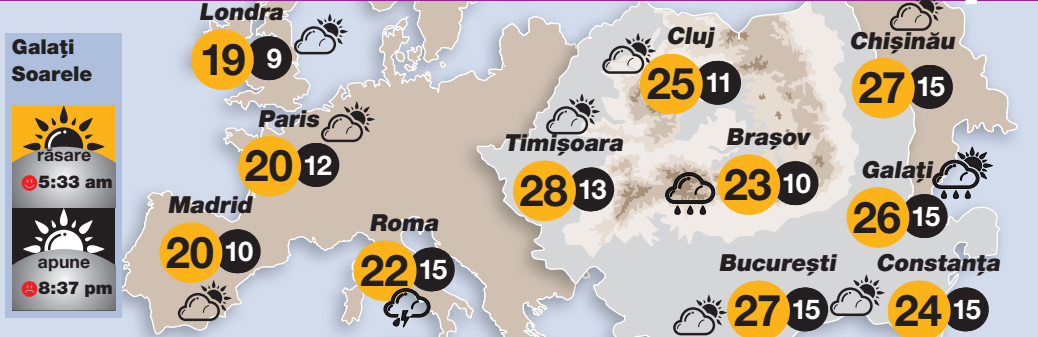 Galați
Soarele
răsare
5:33 am
apune
8:37 pm
Londra
19 9
Paris
20 12
Madrid
20 10
Roma
22 15
Cluj
25 11
Timișoara
28 13
Brașov
23 10
București
27 15
Chișinău
27 15
Galați
26 15
Constanța
24 15